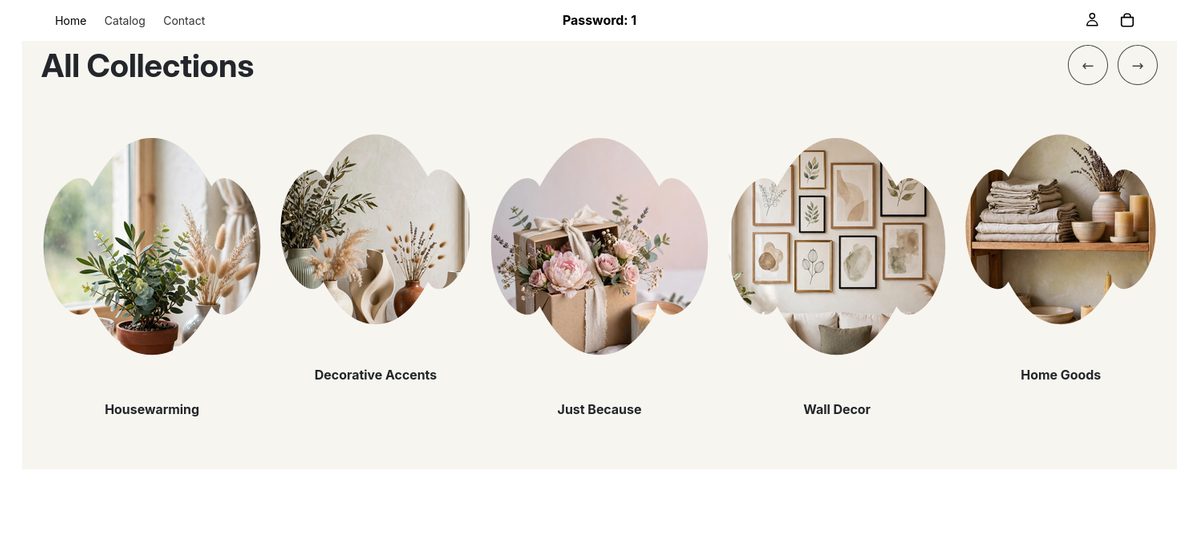 Home Catalog Contact Password: 1
All Collections
Housewarming
Decorative Accents
Just Because
Wall Decor
Home Goods